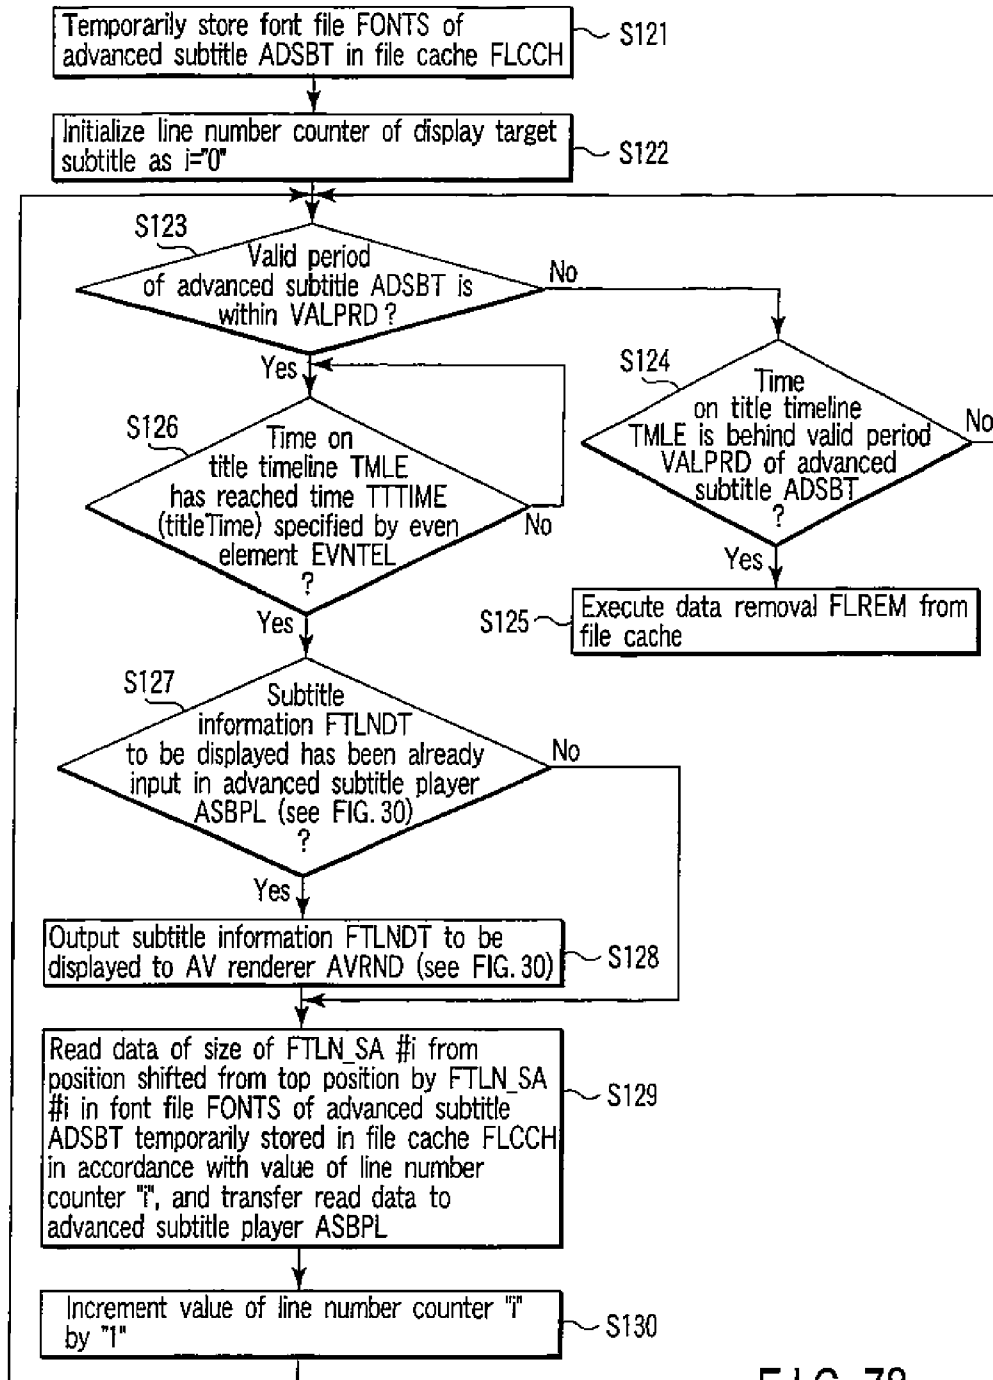 Temporarily store font file FONTS of
advanced subtitle ADSBT in file cache FLCCH
S121
Initialize line number counter of display target
subtitle as i="0"
S122
S123
Valid period
of advanced subtitle ADSBT is
within VALPRD?
No
Yes
S124
Time
on title timeline
TMLE is behind valid period
VALPRD of advanced
subtitle ADSBT
?
No
Yes
S125
Execute data removal FLREM from
file cache
S126
Time on
title timeline TMLE
has reached time TTTIME
(titleTime) specified by even
element EVNTEL
?
No
Yes
S127
Subtitle
information FTLNDT
to be displayed has been already
input in advanced subtitle player
ASBPL (see FIG. 30)
?
No
Yes
Output subtitle information FTLNDT to be
displayed to AV renderer AVRND (see FIG. 30)
S128
Read data of size of FTLN_SA #i from
position shifted from top position by FTLN_SA
#i in font file FONTS of advanced subtitle
ADSBT temporarily stored in file cache FLCCH
in accordance with value of line number
counter "i", and transfer read data to
advanced subtitle player ASBPL
S129
Increment value of line number counter "i"
by "1"
S130